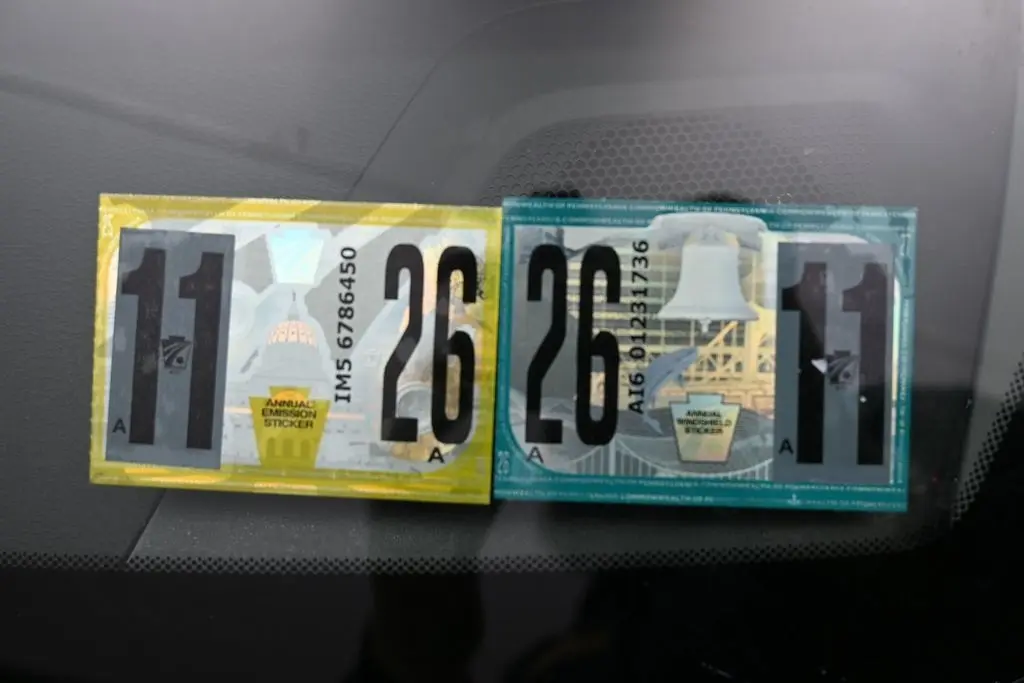 11
A
ANNUAL
EMISSION
STICKER
IM5 6786450
26
A
26
A
AI6 01231736
ANNUAL
WINDSHIELD
STICKER
11
A